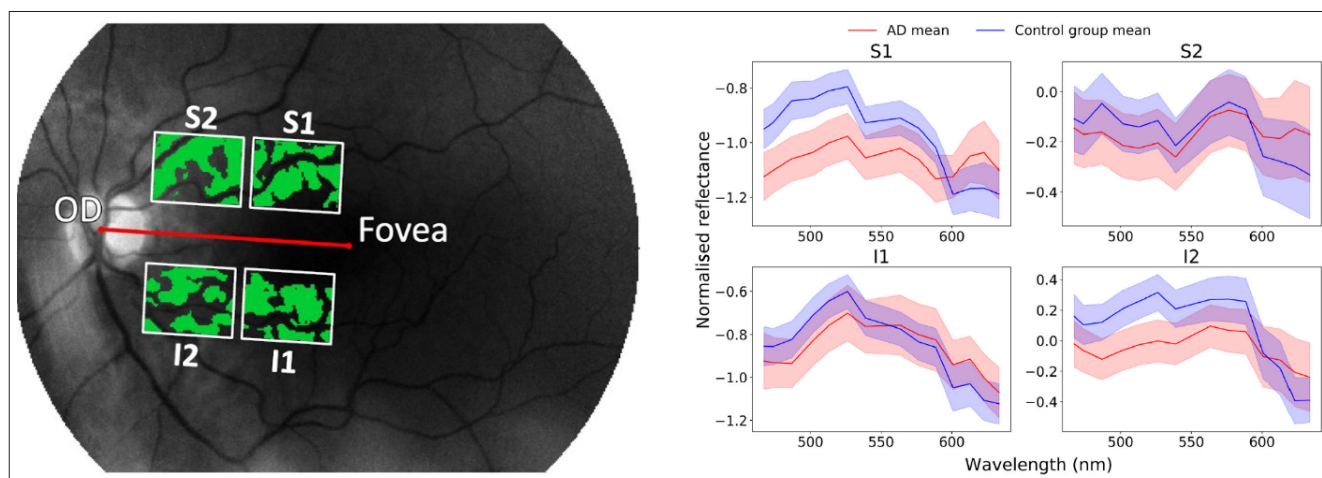 S2 S1
OD
Fovea
I2 I1
AD mean Control group mean
S1 S2
Normalised reflectance
−0.8
−1.0
−1.2
500 550 600
0.0
−0.2
−0.4
500 550 600
I1 I2
−0.6
−0.8
−1.0
−1.2
500 550 600
0.4
0.2
0.0
−0.2
−0.4
500 550 600
Wavelength (nm)